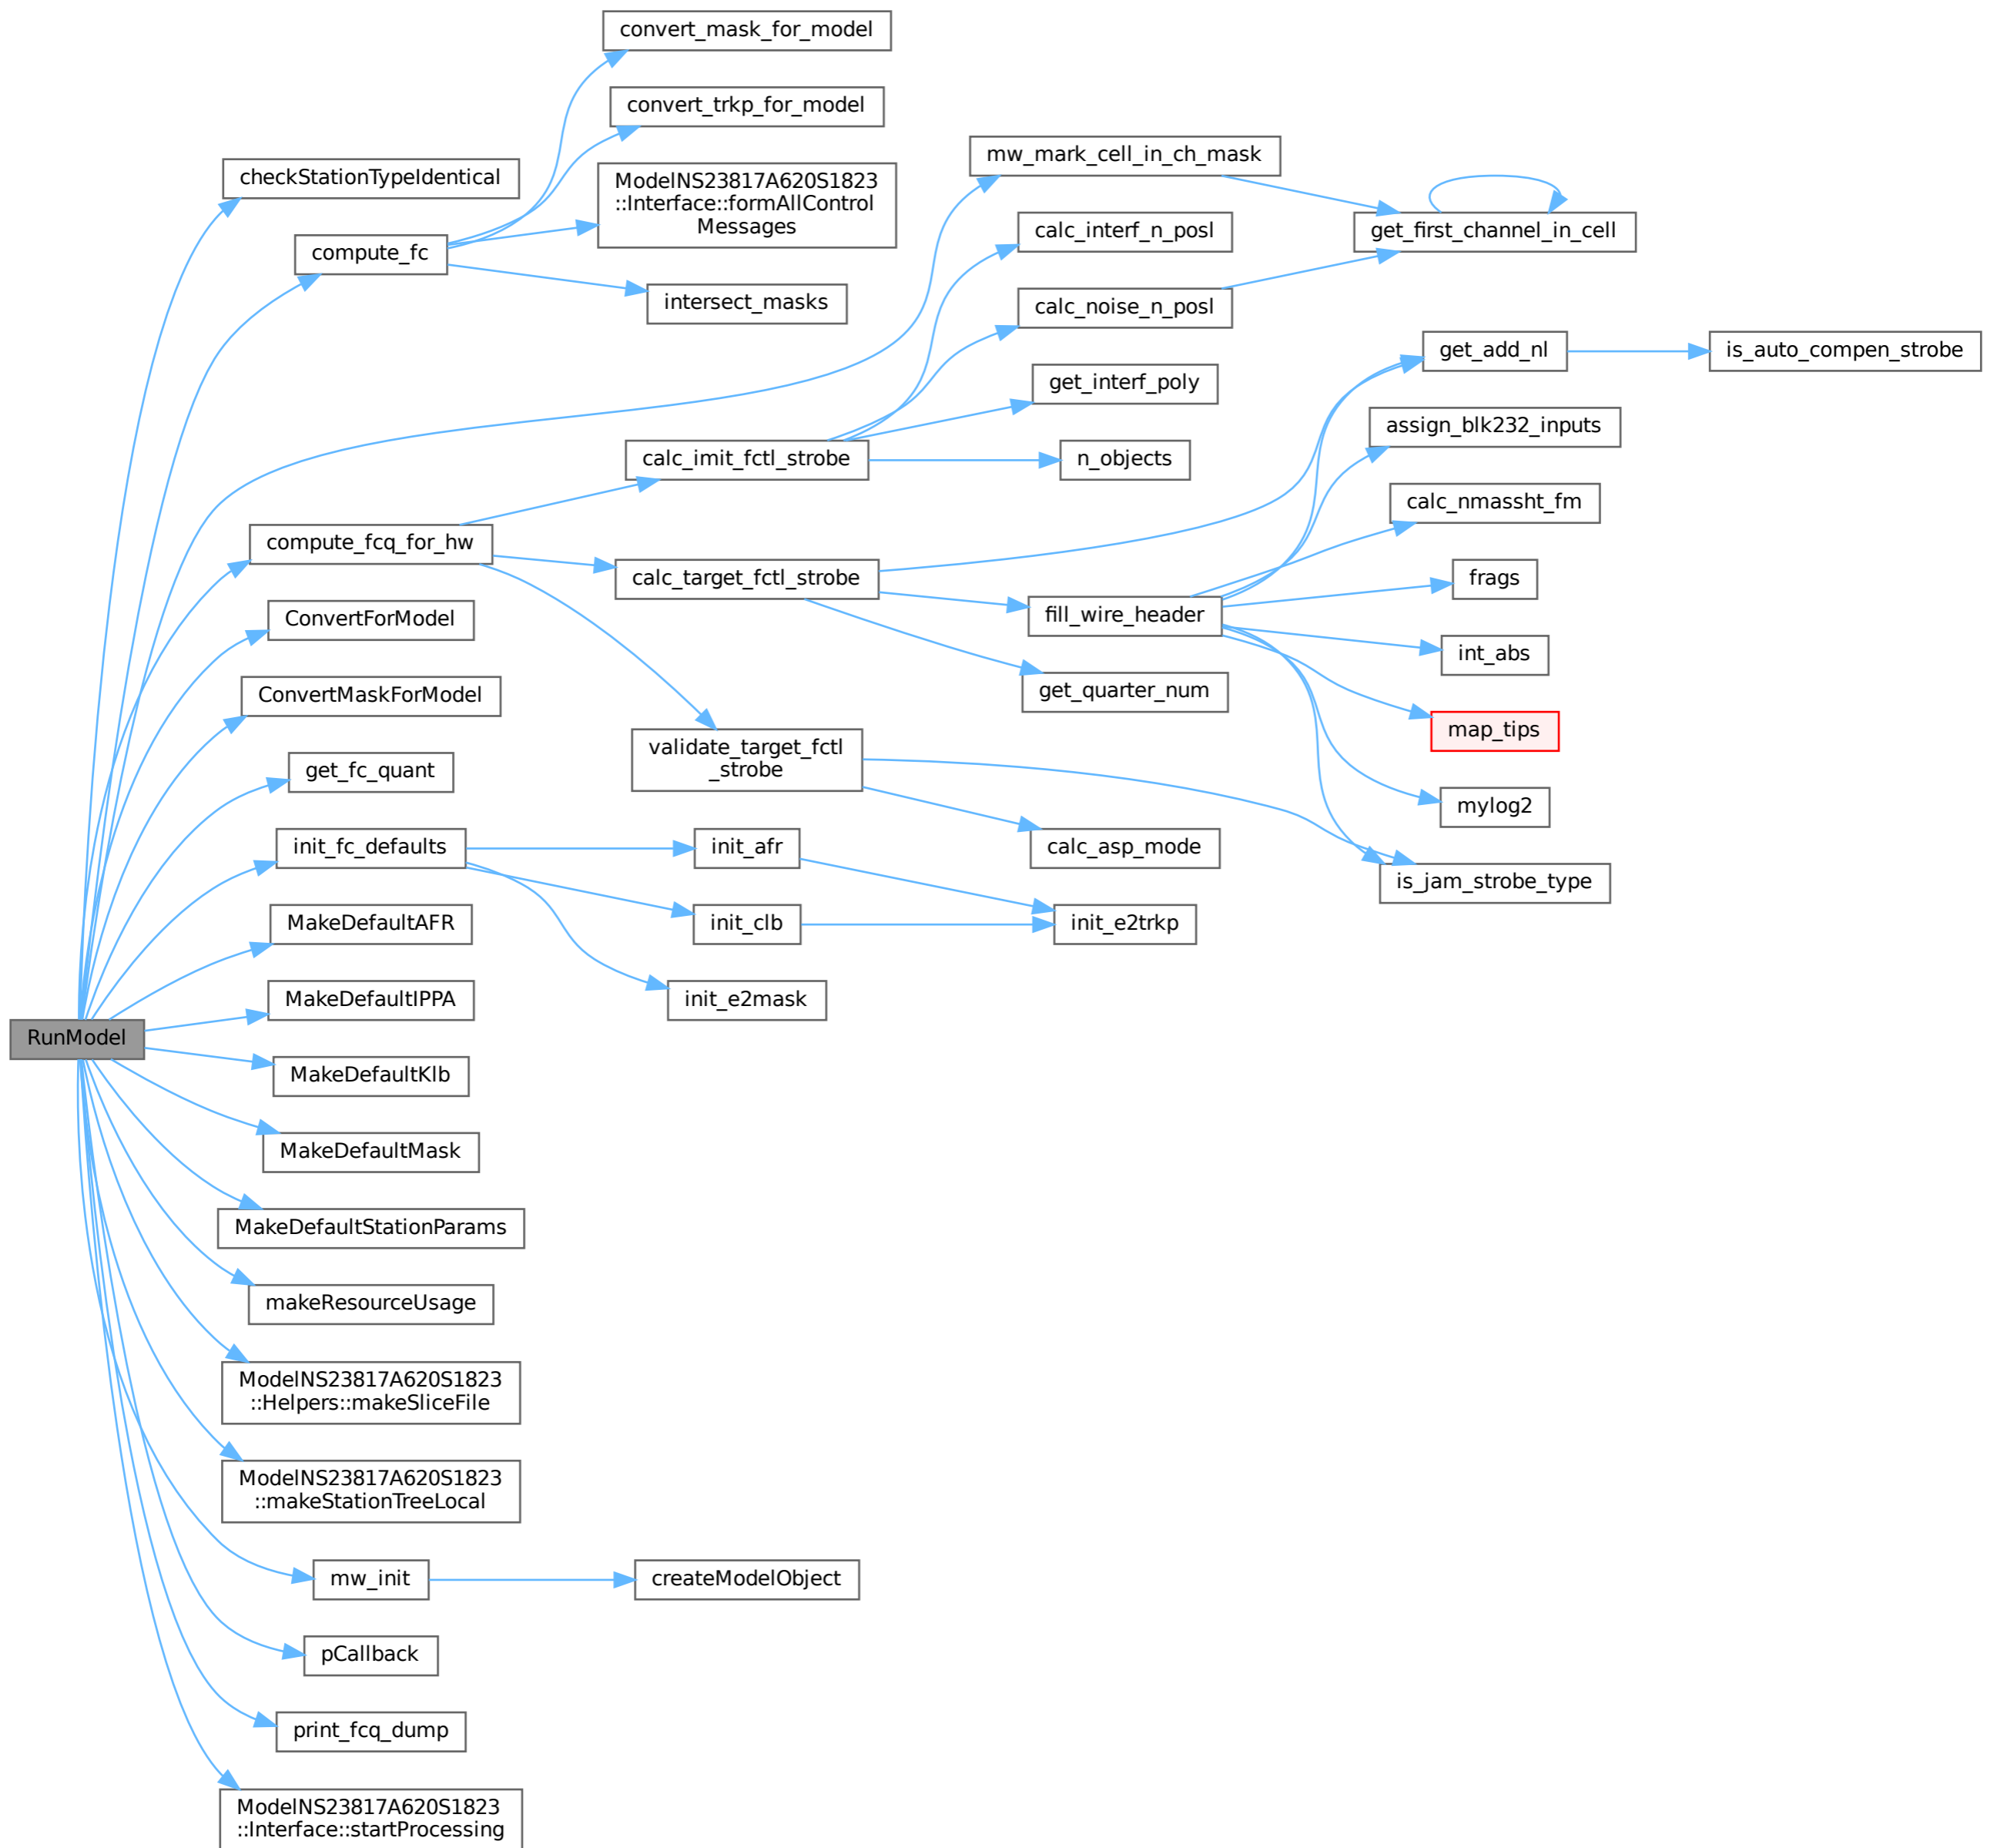 convert_mask_for_model
convert_trkp_for_model
mw_mark_cell_in_ch_mask
checkStationTypeIdentical
ModelNS23817A620S1823
::Interface::formAllControl
Messages
calc_interf_n_posl
get_first_channel_in_cell
compute_fc
intersect_masks
calc_noise_n_posl
get_add_nl
is_auto_compen_strobe
get_interf_poly
assign_blk232_inputs
calc_imit_fctl_strobe
n_objects
calc_nmassht_fm
compute_fcq_for_hw
calc_target_fctl_strobe
frags
ConvertForModel
fill_wire_header
int_abs
ConvertMaskForModel
get_quarter_num
map_tips
validate_target_fctl
_strobe
get_fc_quant
mylog2
init_fc_defaults
init_afr
calc_asp_mode
is_jam_strobe_type
MakeDefaultAFR
init_clb
init_e2trkp
MakeDefaultIPPA
init_e2mask
RunModel
MakeDefaultKlb
MakeDefaultMask
MakeDefaultStationParams
makeResourceUsage
ModelNS23817A620S1823
::Helpers::makeSliceFile
ModelNS23817A620S1823
::makeStationTreeLocal
mw_init
createModelObject
pCallback
print_fcq_dump
ModelNS23817A620S1823
::Interface::startProcessing